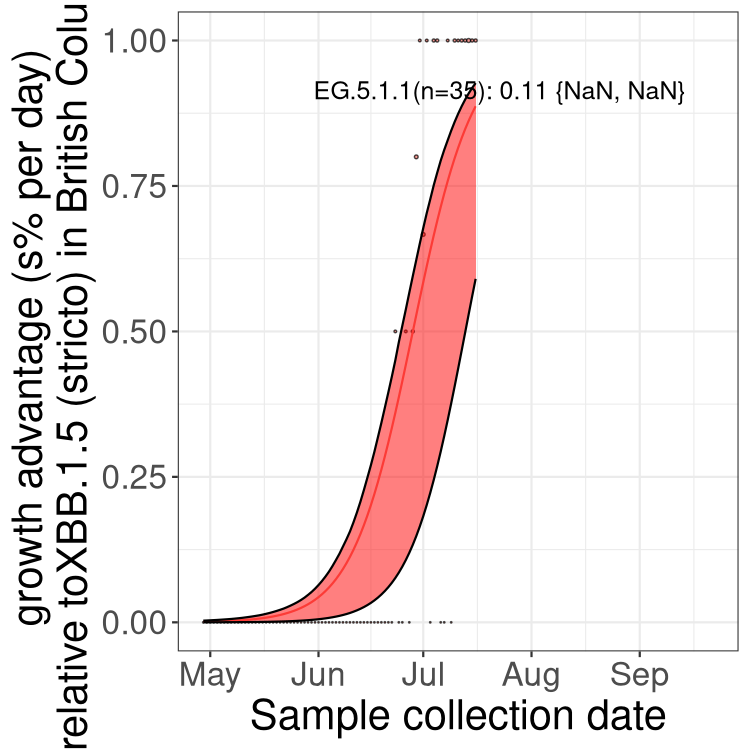 growth advantage (s% per day)
relative toXBB.1.5 (stricto) in British Colu
1.00
0.75
0.50
0.25
0.00
EG.5.1.1(n=35): 0.11 {NaN, NaN}
May Jun Jul Aug Sep
Sample collection date